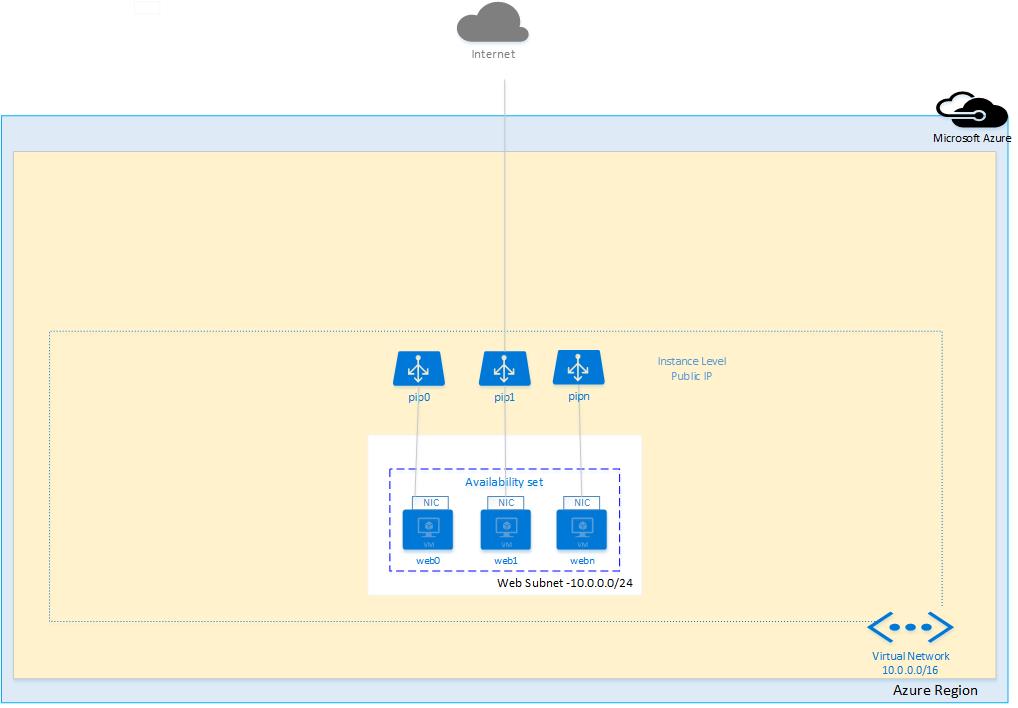 Internet
Microsoft Azure
Instance Level
Public IP
pip0
pip1
pipn
Availability set
NIC
NIC
NIC
VM
VM
VM
web0
web1
webn
Web Subnet -10.0.0.0/24
Virtual Network
10.0.0.0/16
Azure Region